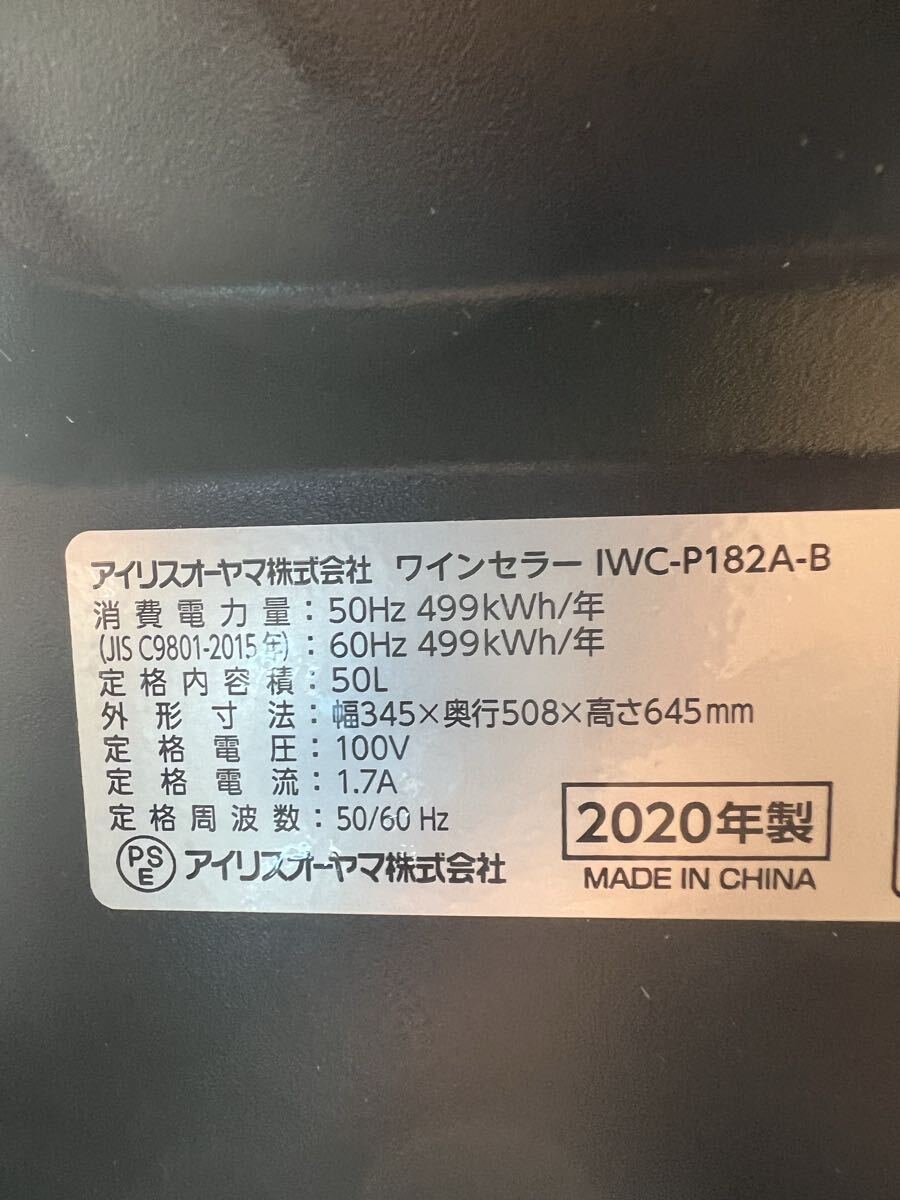 アイリスオーヤマ株式会社 ワインセラー IWC-P182A-B
消費電力量：50Hz 499kWh/年
(JIS C9801-2015年)：60Hz 499kWh/年
定格内容積：50L
外形寸法：幅345×奥行508×高さ645mm
定格電圧：100V
定格電流：1.7A
定格周波数：50/60 Hz
PSE アイリスオーヤマ株式会社
2020年製
MADE IN CHINA